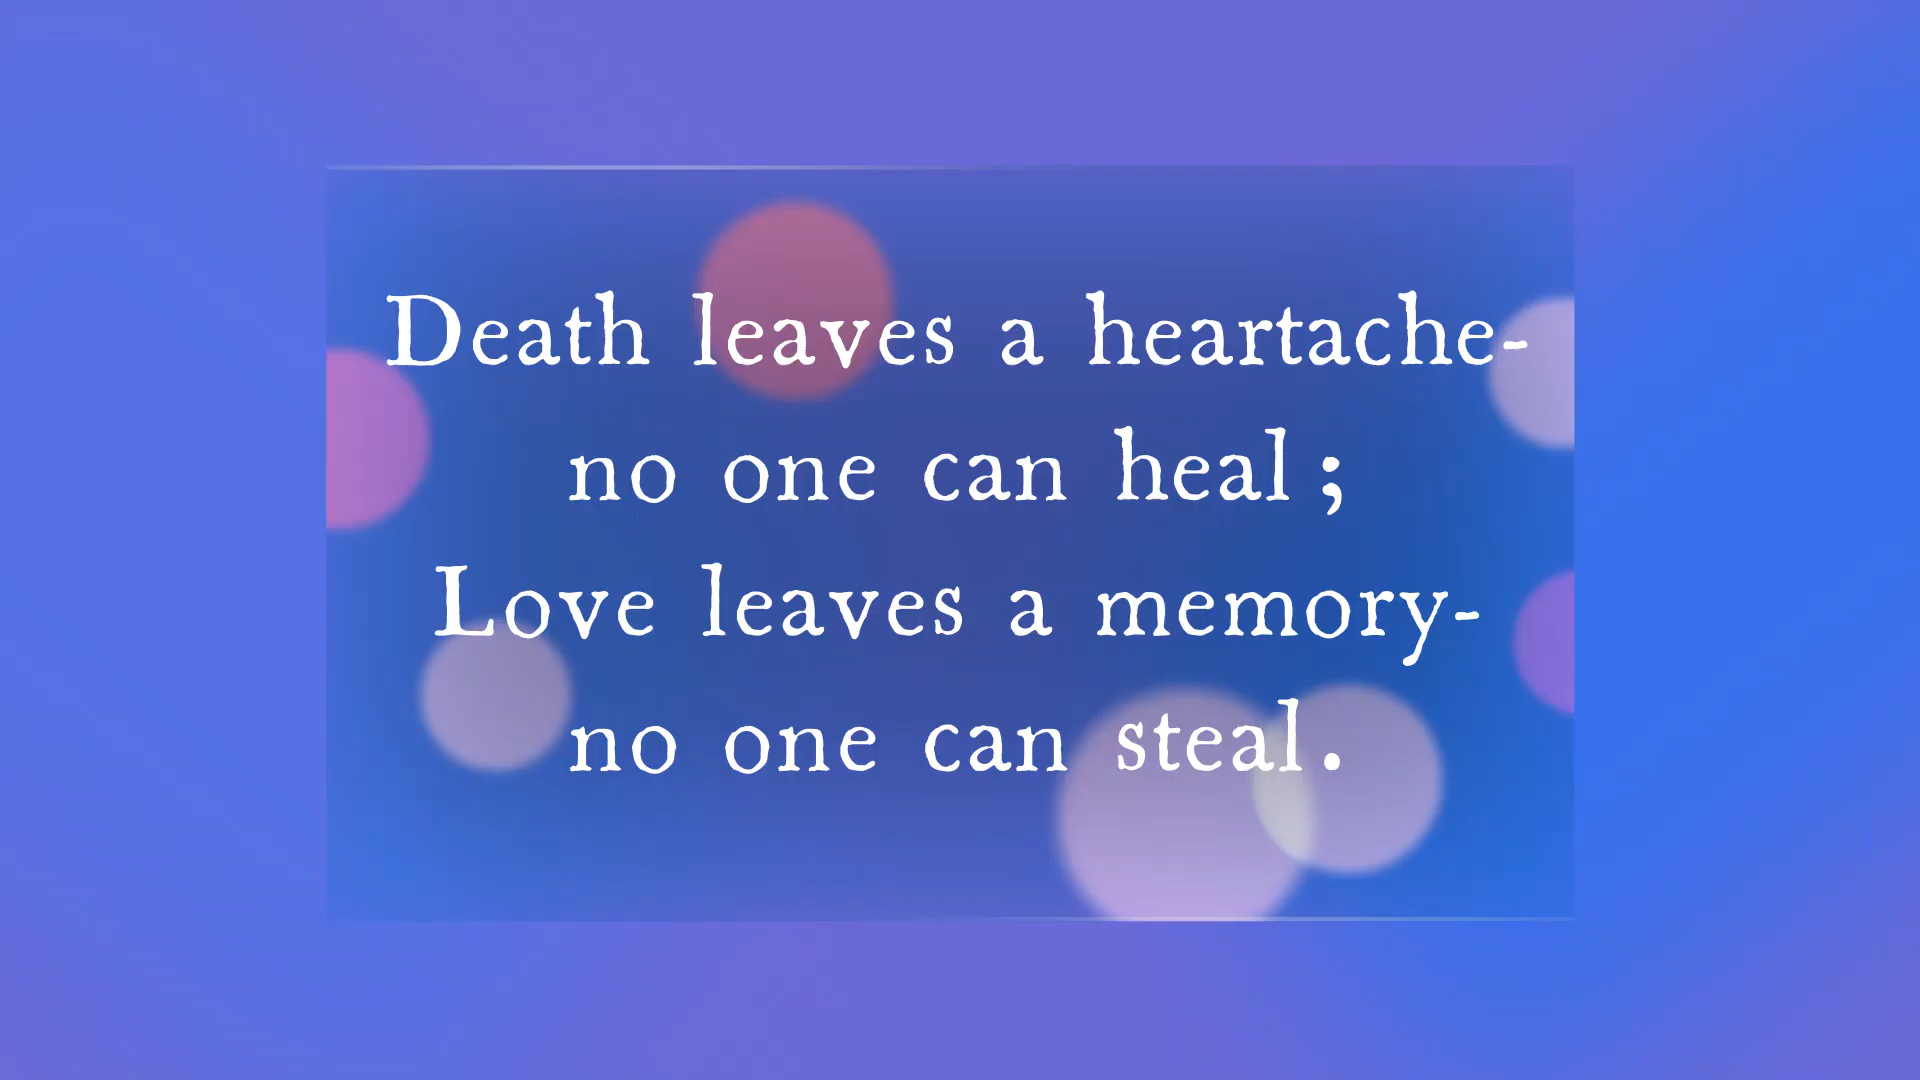 Death leaves a heartache-
no one can heal ;
Love leaves a memory-
no one can steal .